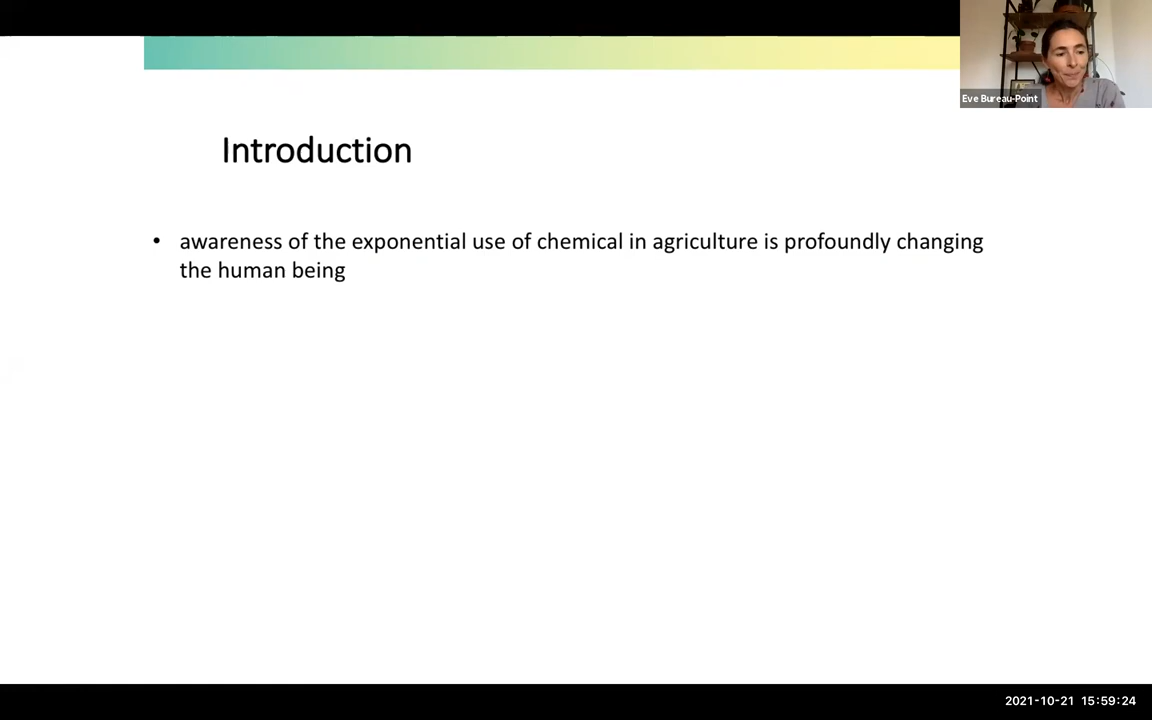 Eve Bureau-Point
Introduction
• awareness of the exponential use of chemical in agriculture is profoundly changing
the human being
2021-10-21 15:59:24